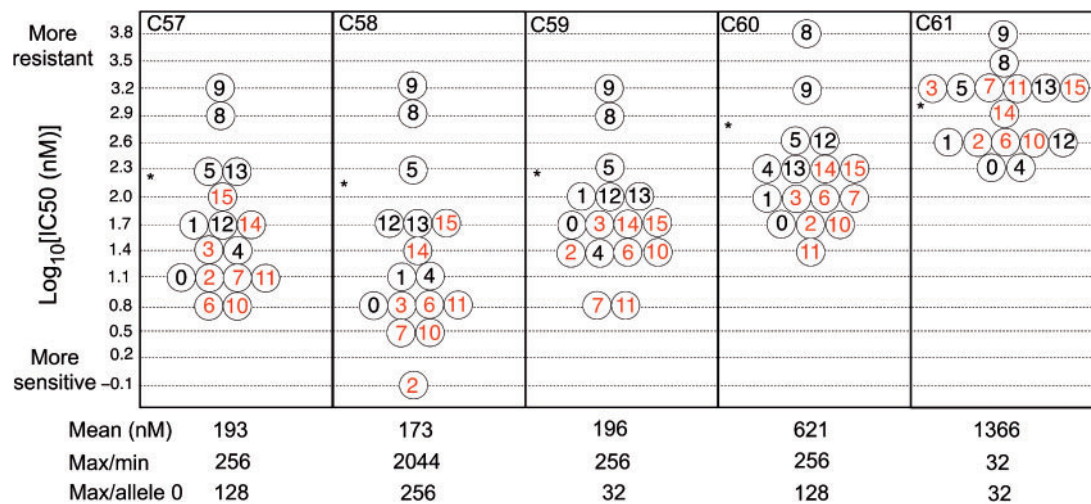 C57 C58 C59 C60 C61
More resistant
3.8 8 9
3.5 8
3.2 9 9 9 9 3 5 7 11 13 15
2.9 8 8 8 * 14
2.6 * 5 12 1 2 6 10 12
2.3 * 5 13 * 5 * 5 4 13 14 15 0 4
2.0 15 1 12 13 1 3 6 7
1.7 1 12 14 12 13 15 0 3 14 15 0 2 10
1.4 3 4 14 2 4 6 10 11
1.1 0 2 7 11 1 4
0.8 6 10 0 3 6 11 7 11
0.5 7 10
0.2
More sensitive
–0.1 2
Log10[IC50 (nM)]
Mean (nM) 193 173 196 621 1366
Max/min 256 2044 256 256 32
Max/allele 0 128 256 32 128 32